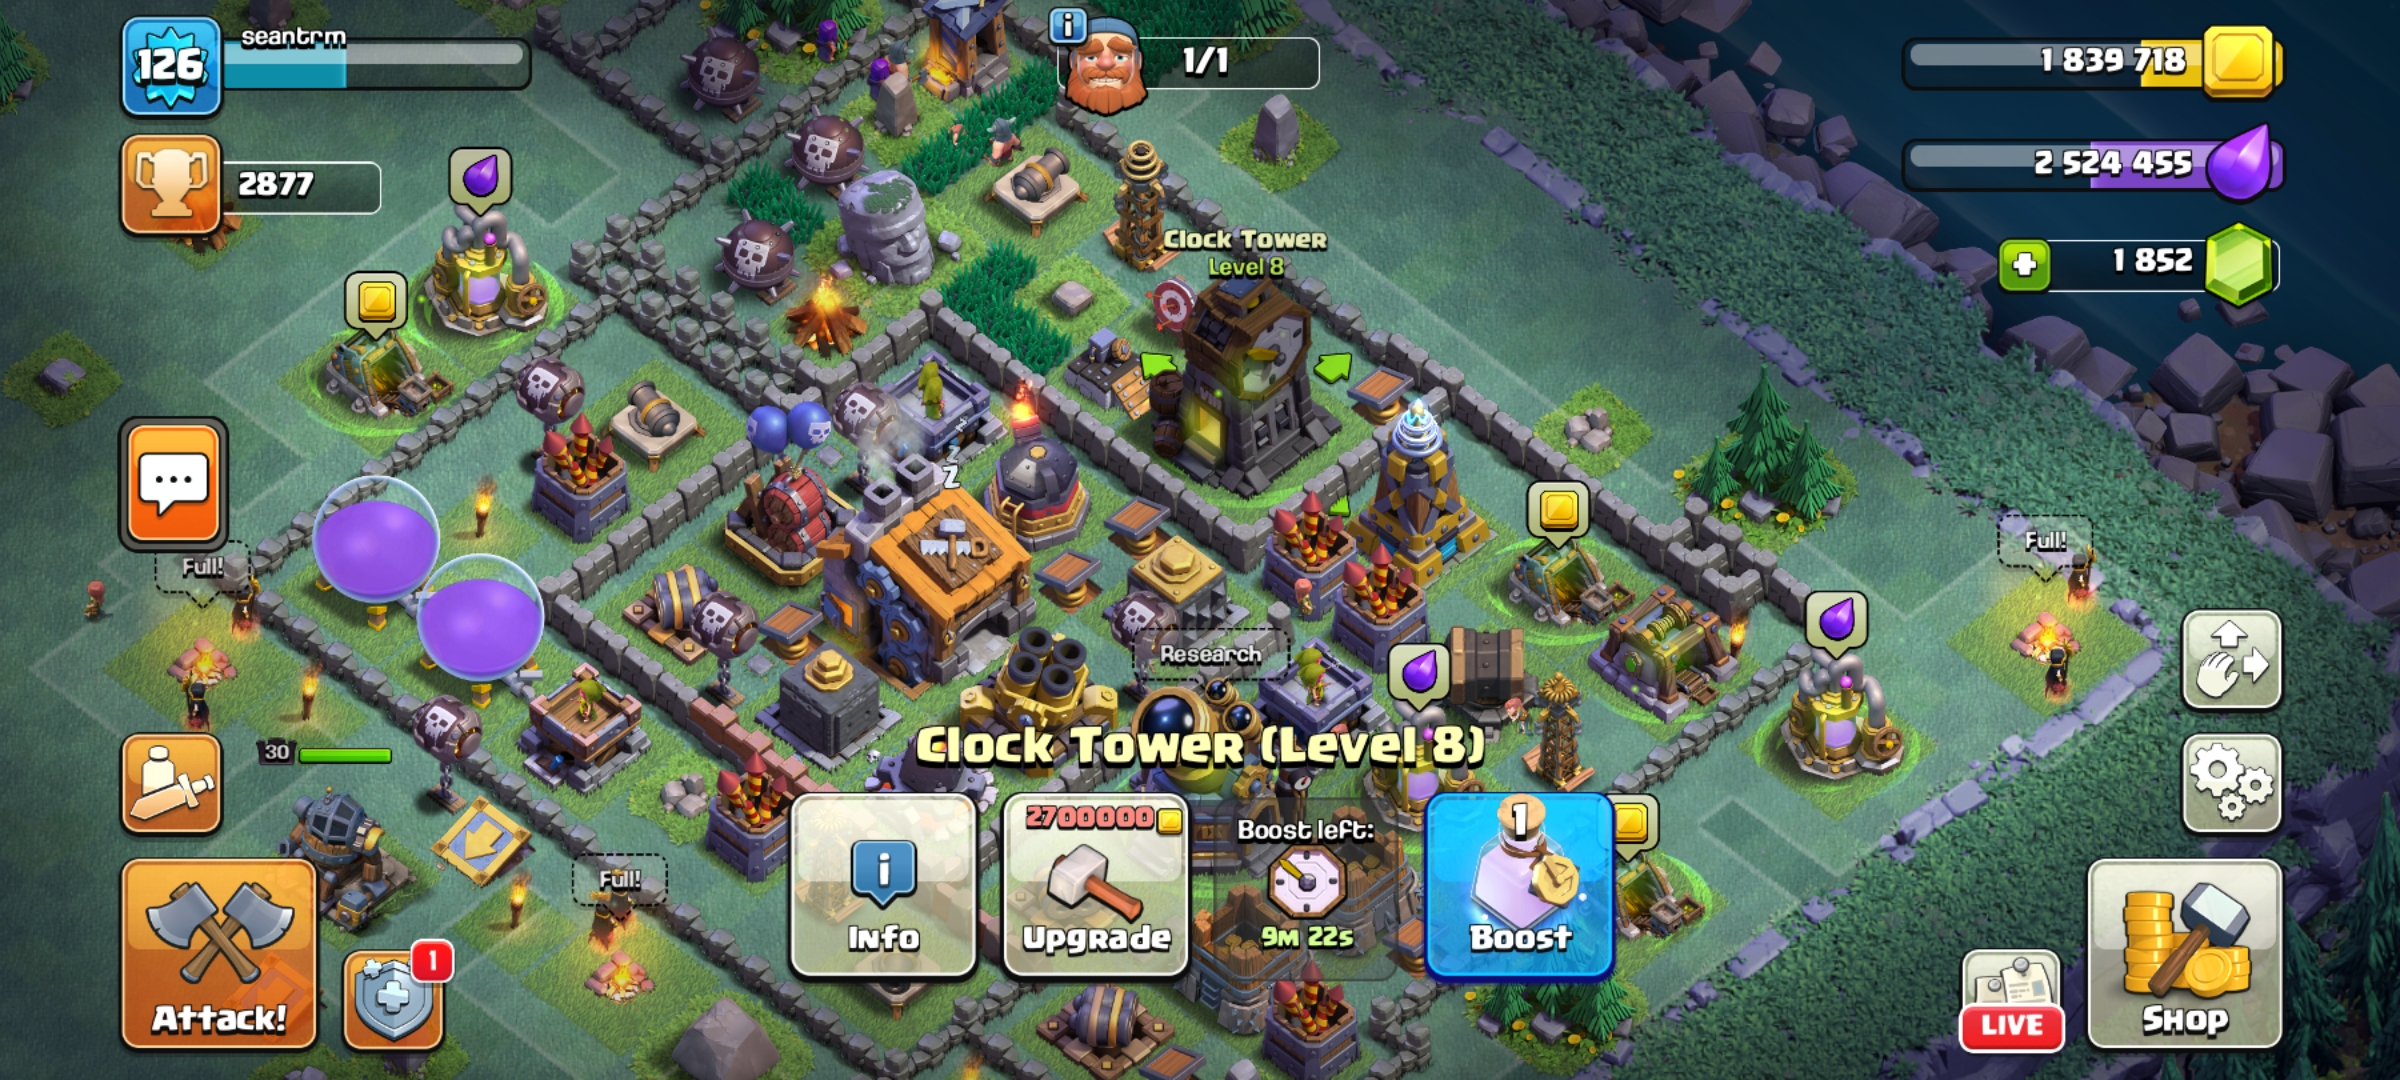 126
seantrm
1/1
1 839 718
2877
2 524 455
1 852
Clock Tower
Level 8
z
z
Z
Full!
Full!
Research
30
Clock Tower (Level 8)
2700000
Boost left:
1
Full!
Info
Upgrade
9m 22s
Boost
1
Attack!
LIVE
Shop